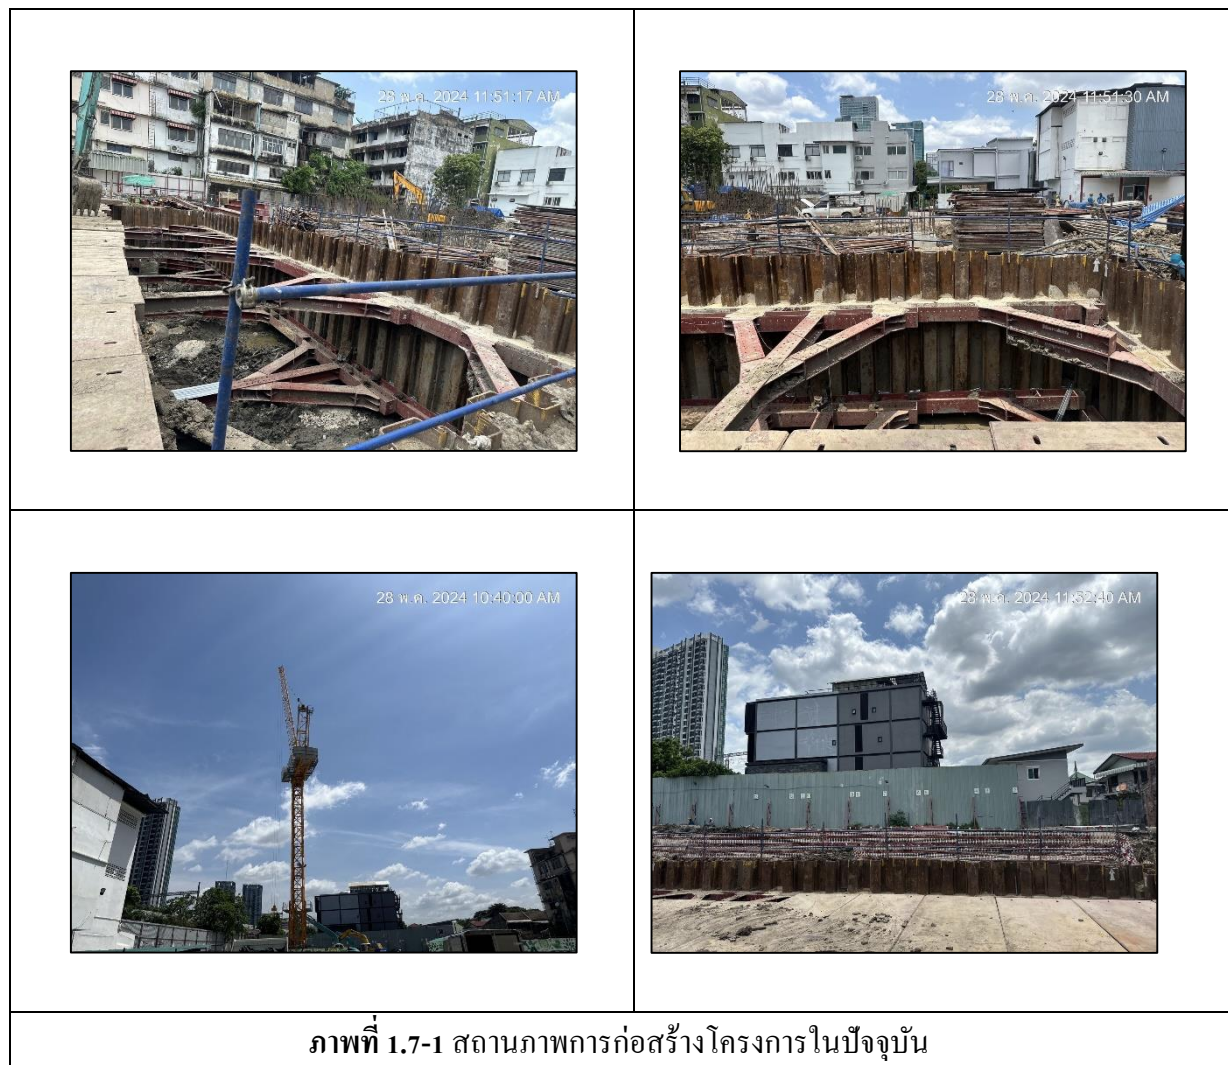 28 พ.ค. 2024 11:51:17 AM
28 พ.ค. 2024 11:51:30 AM
28 พ.ค. 2024 10:40:00 AM
28 พ.ค. 2024 11:52:40 AM
ภาพที่ 1.7-1 สถานภาพการก่อสร้างโครงการในปัจจุบัน